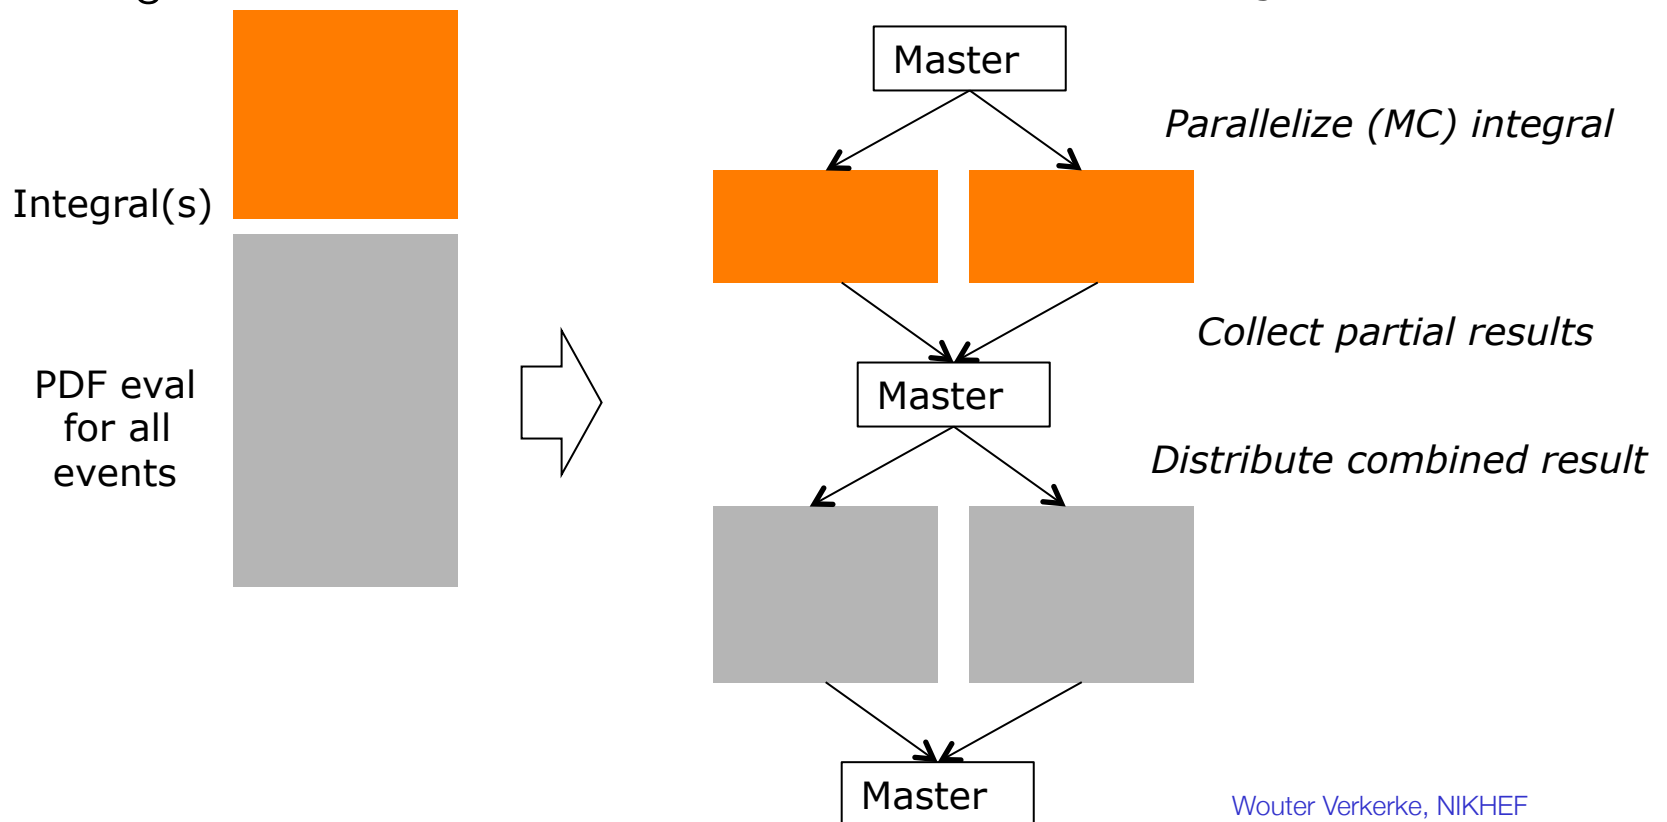 Master
Parallelize (MC) integral
Integral(s)
Collect partial results
PDF eval
for all
events
Master
Distribute combined result
Master
Wouter Verkerke, NIKHEF